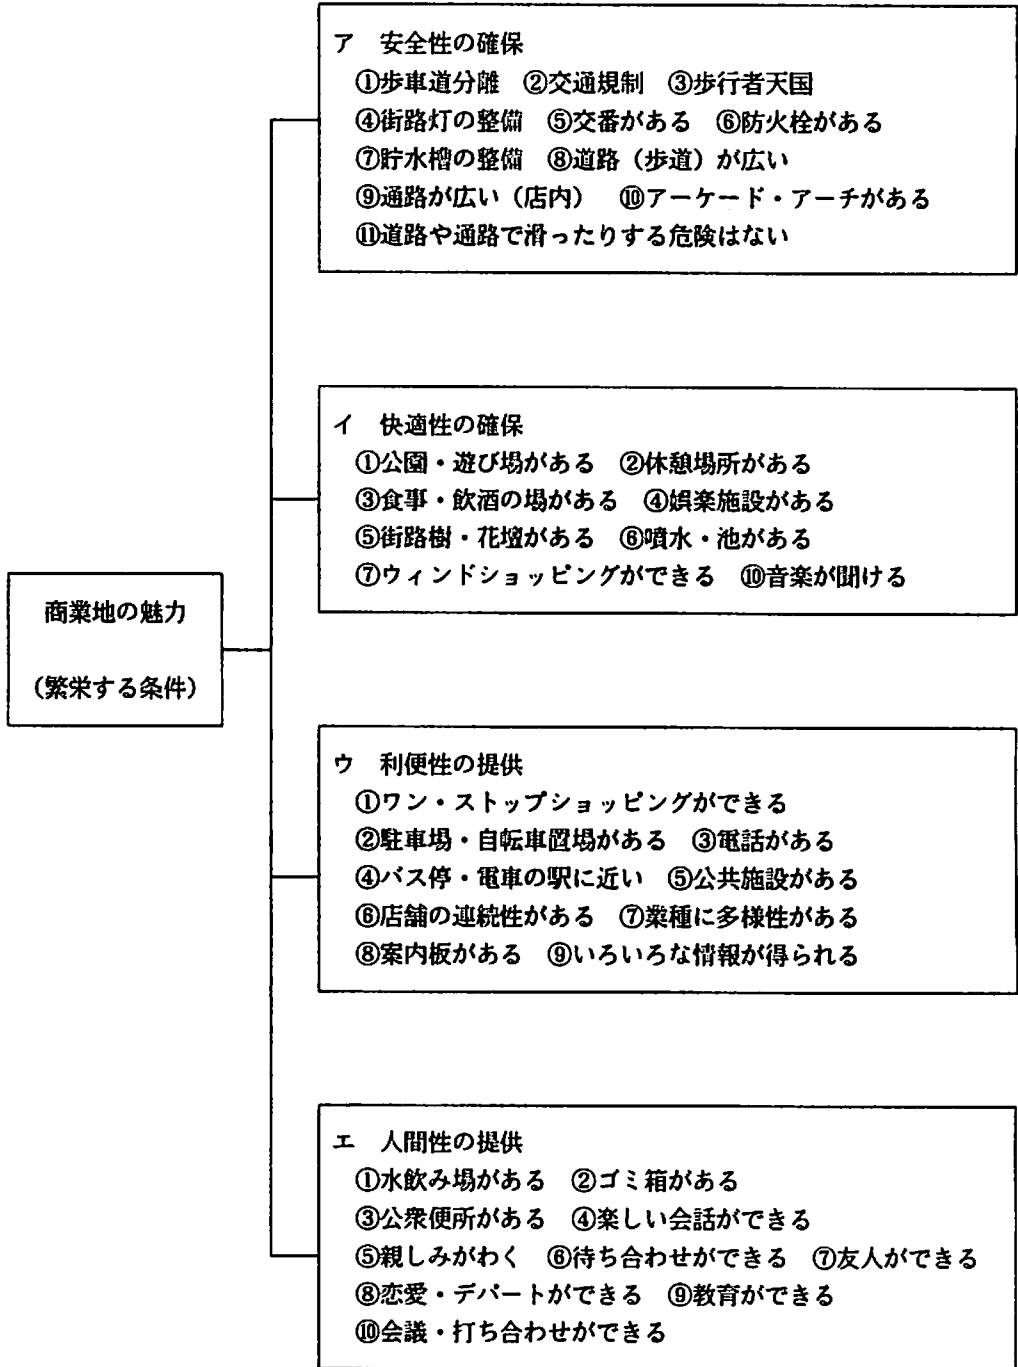 ア 安全性の確保
①歩車道分離 ②交通規制 ③歩行者天国
④街路灯の整備 ⑤交番がある ⑥防火栓がある
⑦貯水槽の整備 ⑧道路（歩道）が広い
⑨通路が広い（店内） ⑩アーケード・アーチがある
⑪道路や通路で滑ったりする危険はない
イ 快適性の確保
①公園・遊び場がある ②休憩場所がある
③食事・飲酒の場がある ④娯楽施設がある
⑤街路樹・花壇がある ⑥噴水・池がある
⑦ウィンドショッピングができる ⑩音楽が聞ける
商業地の魅力
（繁栄する条件）
ウ 利便性の提供
①ワン・ストップショッピングができる
②駐車場・自転車置場がある ③電話がある
④バス停・電車の駅に近い ⑤公共施設がある
⑥店舗の連続性がある ⑦業種に多様性がある
⑧案内板がある ⑨いろいろな情報が得られる
エ 人間性の提供
①水飲み場がある ②ゴミ箱がある
③公衆便所がある ④楽しい会話ができる
⑤親しみがわく ⑥待ち合わせができる ⑦友人ができる
⑧恋愛・デパートができる ⑨教育ができる
⑩会議・打ち合わせができる